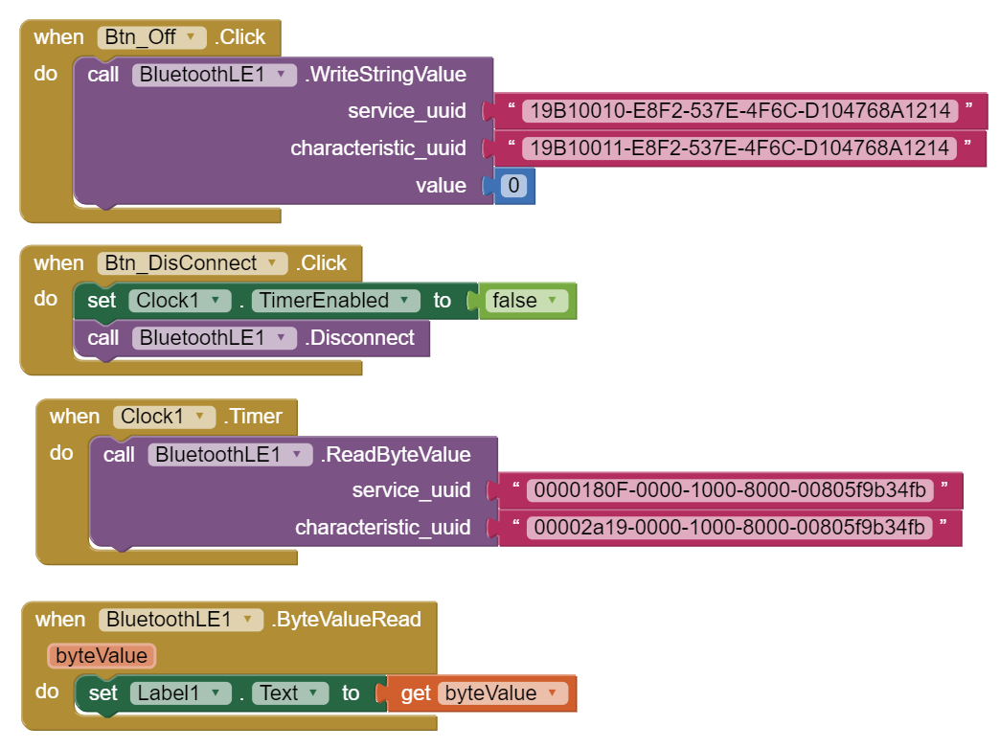 when Btn_Off .Click
do call BluetoothLE1 .WriteStringValue
service_uuid “ 19B10010-E8F2-537E-4F6C-D104768A1214 ”
characteristic_uuid “ 19B10011-E8F2-537E-4F6C-D104768A1214 ”
value 0
when Btn_DisConnect .Click
do set Clock1 . TimerEnabled to false
call BluetoothLE1 .Disconnect
when Clock1 .Timer
do call BluetoothLE1 .ReadByteValue
service_uuid “ 0000180F-0000-1000-8000-00805f9b34fb ”
characteristic_uuid “ 00002a19-0000-1000-8000-00805f9b34fb ”
when BluetoothLE1 .ByteValueRead
byteValue
do set Label1 . Text to get byteValue